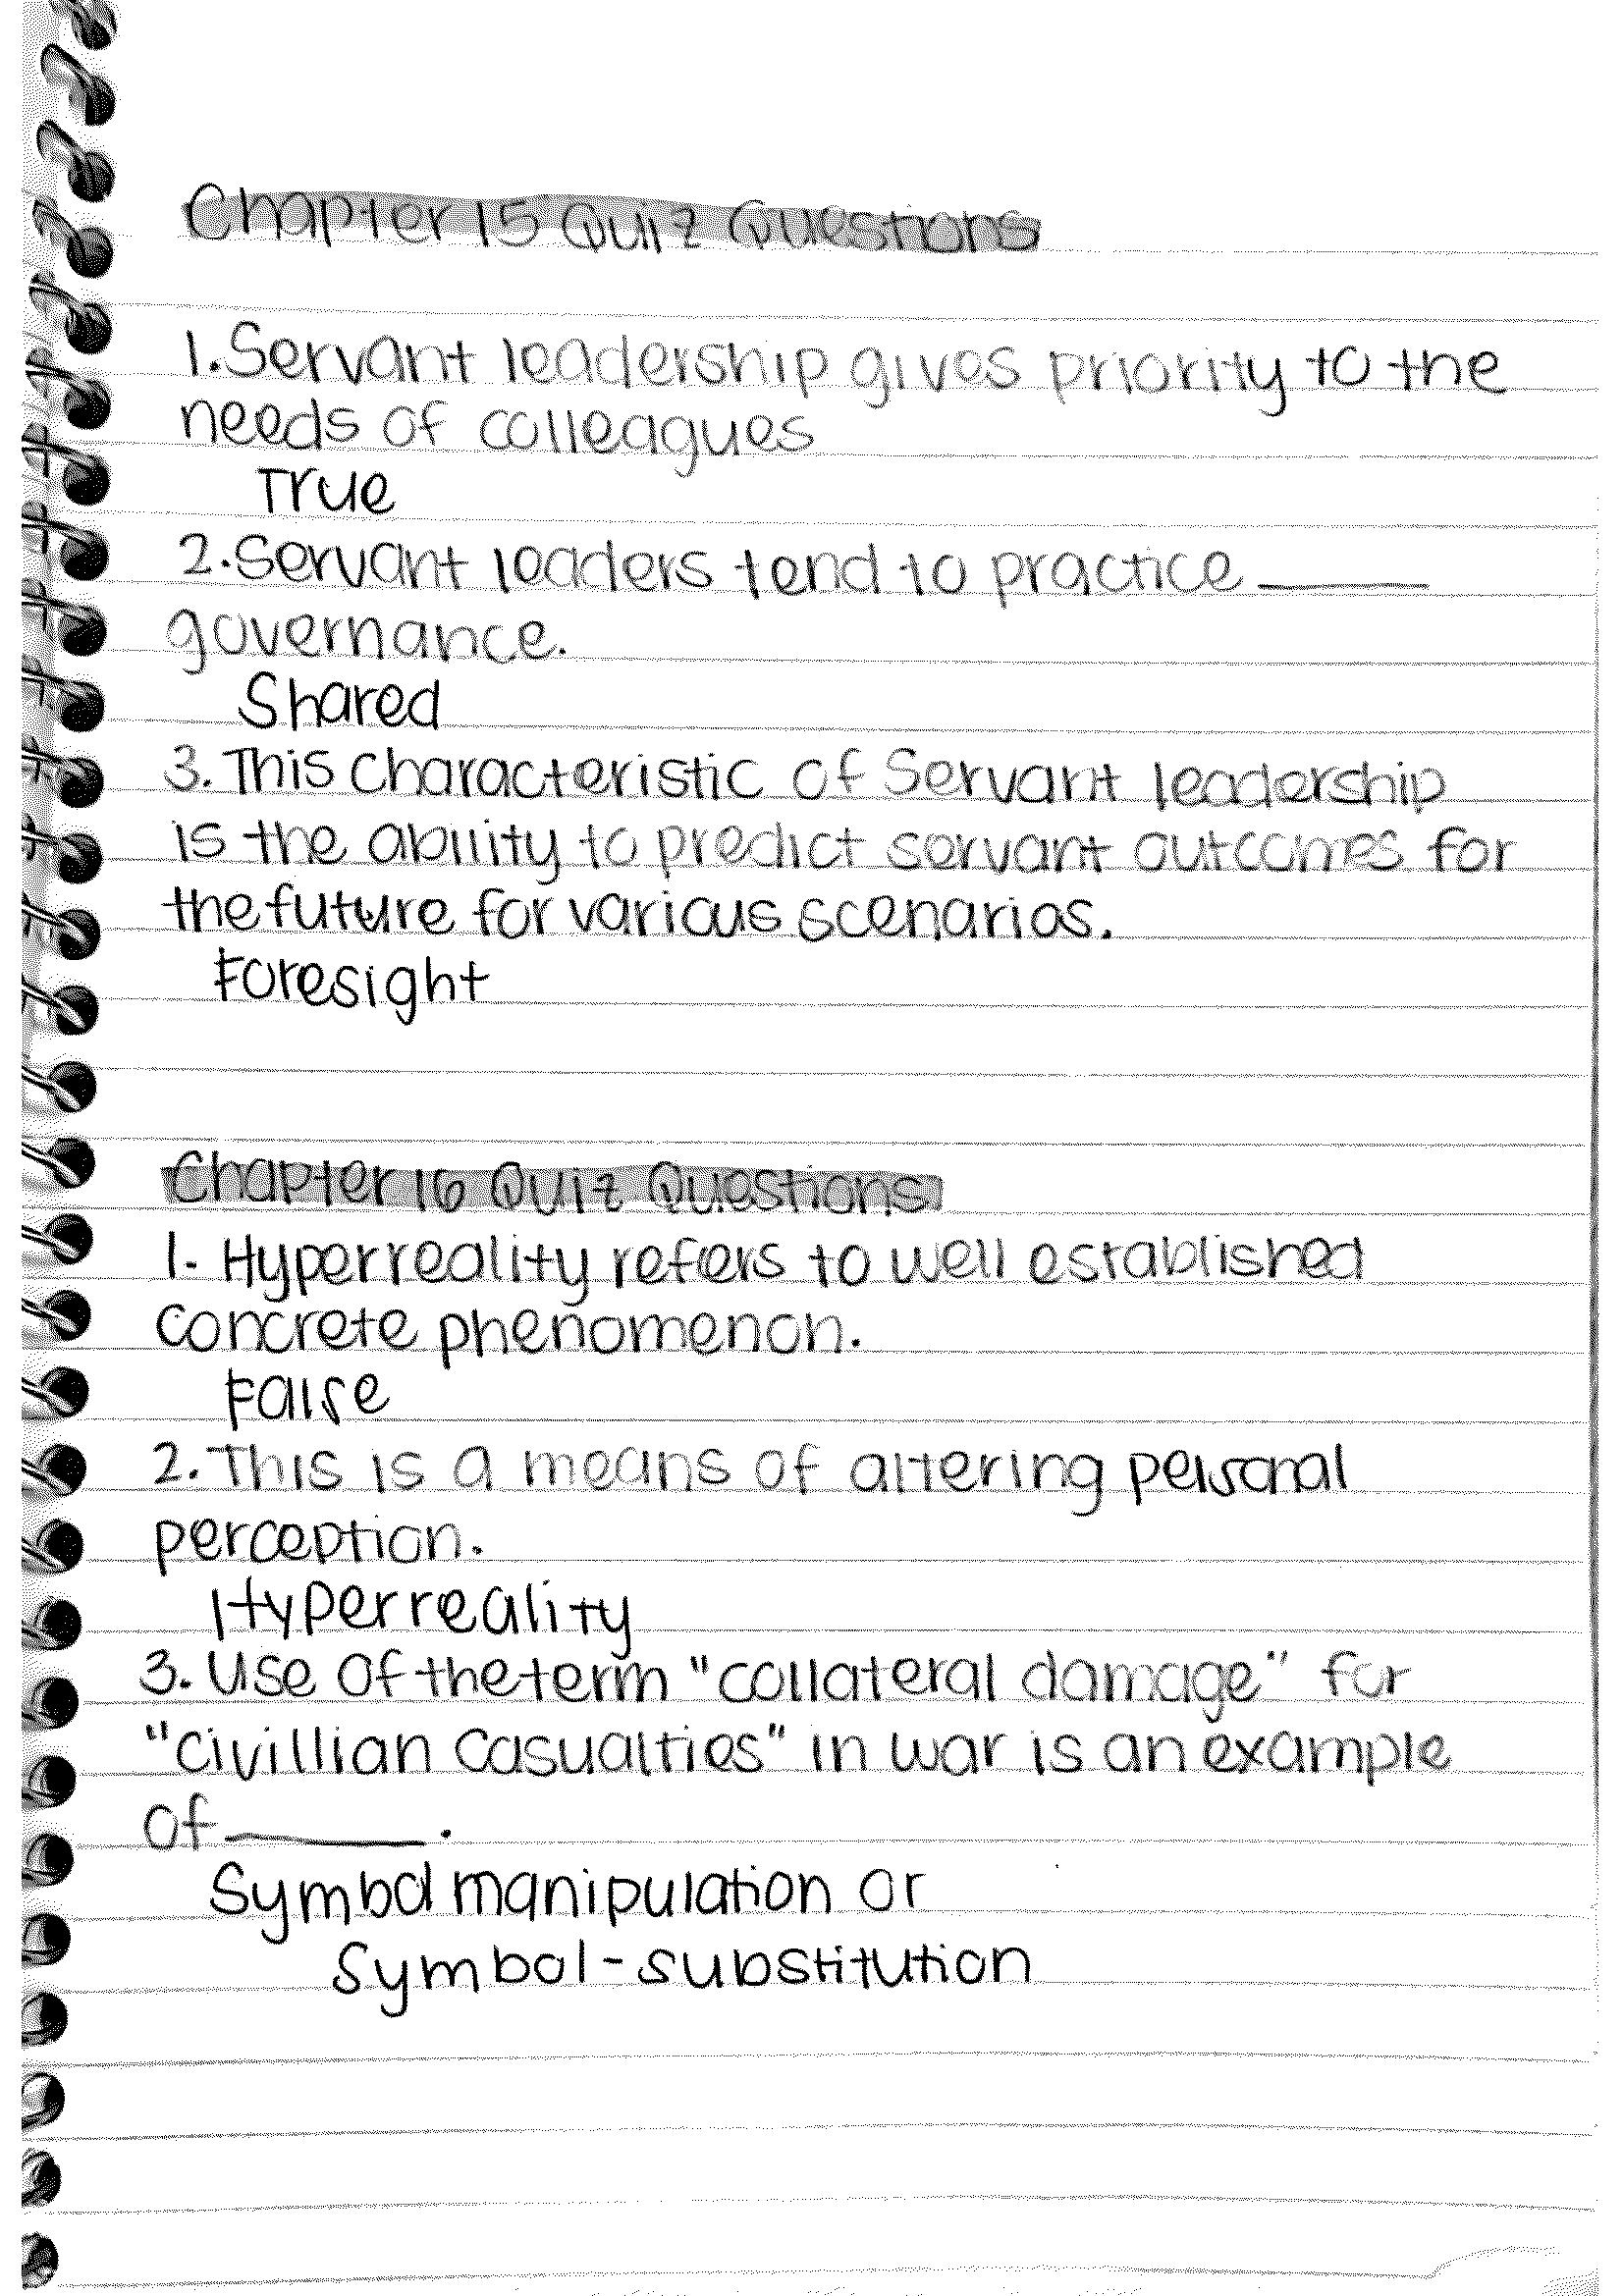 Chapter 15 Quiz Questions
1. Servant leadership gives priority to the
needs of colleagues
True
2. Servant leaders tend to practice ______
governance.
Shared
3. This characteristic of servant leadership
is the ability to predict servant outcomes for
the future for various scenarios.
Foresight
Chapter 16 Quiz Questions
1. Hyperreality refers to well established
concrete phenomenon.
False
2. This is a means of altering personal
perception.
Hyperreality
3. Use of the term "collateral damage" for
"civillian casualties" in war is an example
of ______.
Symbol manipulation or
Symbol-substitution